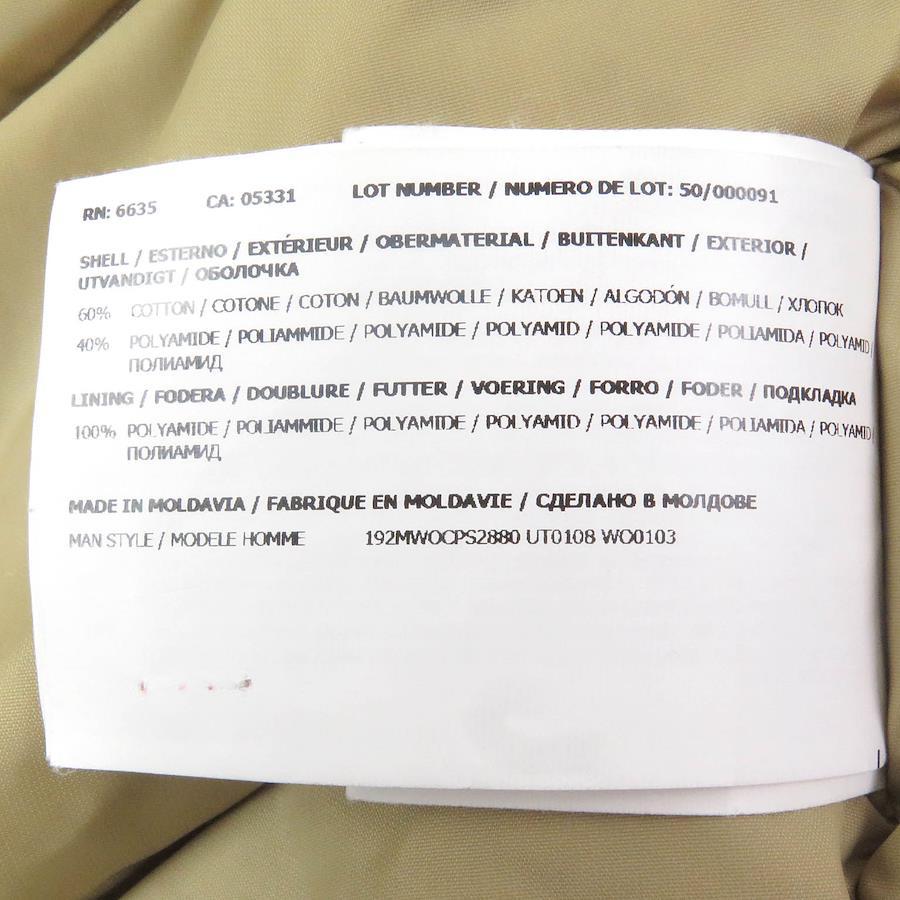 RN: 6635 CA: 05331 LOT NUMBER / NUMERO DE LOT: 50/000091
SHELL / ESTERNO / EXTÉRIEUR / OBERMATERIAL / BUITENKANT / EXTERIOR /
UTVANDIGT / ОБОЛОЧКА
60% COTTON / COTONE / COTON / BAUMWOLLE / KATOEN / ALGODÓN / BOMULL / ХЛОПОК
40% POLYAMIDE / POLIAMMIDE / POLYAMIDE / POLYAMID / POLYAMIDE / POLIAMIDA / POLYAMID /
ПОЛИАМИД
LINING / FODERA / DOUBLURE / FUTTER / VOERING / FORRO / FODER / ПОДКЛАДКА
100% POLYAMIDE / POLIAMMIDE / POLYAMIDE / POLYAMID / POLYAMIDE / POLIAMIDA / POLYAMID /
ПОЛИАМИД
MADE IN MOLDAVIA / FABRIQUE EN MOLDAVIE / СДЕЛАНО В МОЛДОВЕ
MAN STYLE / MODELE HOMME 192MWOCPS2880 UT0108 WO0103